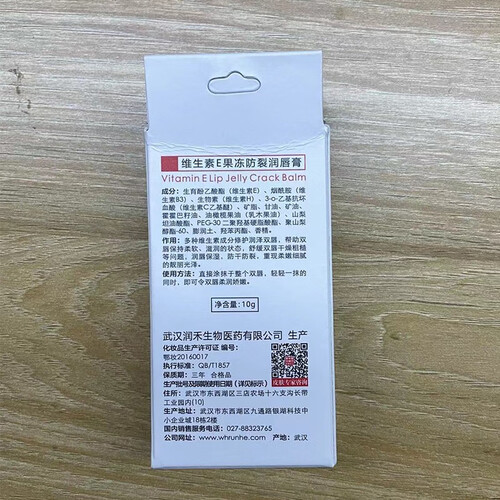 维生素E果冻防裂润唇膏
Vitamin E Lip Jelly Crack Balm
成分：生育酚乙酸酯（维生素E）、烟酰胺（维
生素B3）、生物素（维生素H）、3-o-乙基抗坏
血酸（维生素C乙基醚）、矿脂、甘油、矿油、
霍霍巴籽油、油橄榄果油（乳木果油）、山梨
坦油酸酯、PEG-30 二聚羟基硬脂酸酯、聚山梨
醇酯-60、膨润土、羟苯丙酯、香精。
作用：多种维生素成分修护润泽双唇，帮助双
唇保持柔软、滋润的状态，舒缓双唇干燥粗糙
等问题，润唇保湿，防干防裂，重现柔嫩细腻
的靓丽光泽。
使用方法：直接涂抹于整个双唇，轻轻一抹的
同时，即可令双唇柔润娇嫩。
净含量：10g
武汉润禾生物医药有限公司 生产
化妆品生产许可证 编号：
鄂妆20160017
执行标准：QB/T1857
保质期：三年 合格品
生产批号及限期使用日期（详见标示）
皮肤专家咨询
住所：武汉市东西湖区三店农场十六支沟长带
工业园内(10)
生产地址：武汉市东西湖区九通路银湖科技中
小企业城18栋2楼
国内销售服务电话：027-88323765
公司网址：www.whrunhe.com 产地：武汉